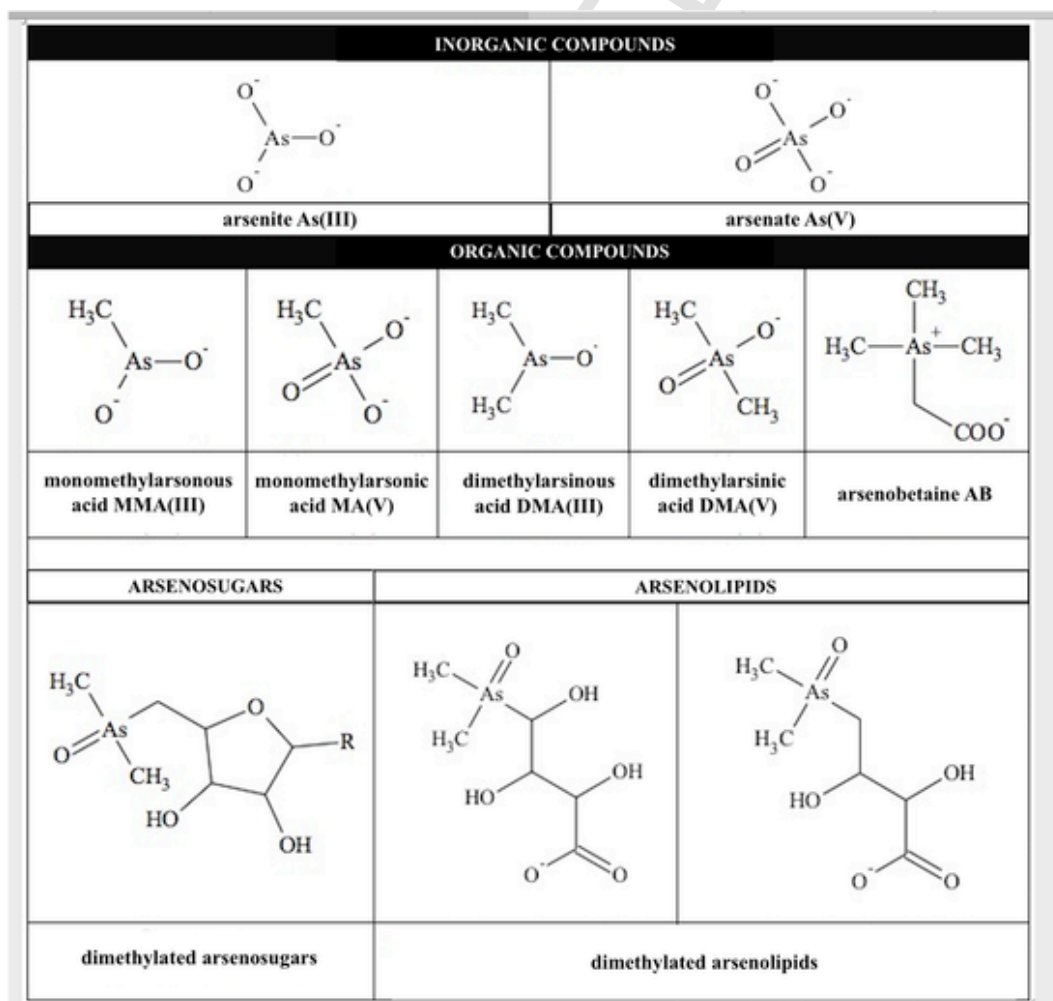 INORGANIC COMPOUNDS
O-
As
O-
O-
O-
O-
As
O
O-
arsenite As(III)
arsenate As(V)
ORGANIC COMPOUNDS
H3C
As
O-
O-
H3C
O-
As
O
O-
H3C
As
O-
H3C
H3C
O-
As
O
CH3
CH3
H3C
As+
CH3
COO-
monomethylarsonous
acid MMA(III)
monomethylarsonic
acid MA(V)
dimethylarsinous
acid DMA(III)
dimethylarsinic
acid DMA(V)
arsenobetaine AB
ARSENOSUGARS
ARSENOLIPIDS
H3C
As
O
CH3
O
R
HO
OH
O
H3C
As
OH
H3C
OH
HO
O-
O
O
H3C
As
H3C
OH
HO
O-
O
dimethylated arsenosugars
dimethylated arsenolipids